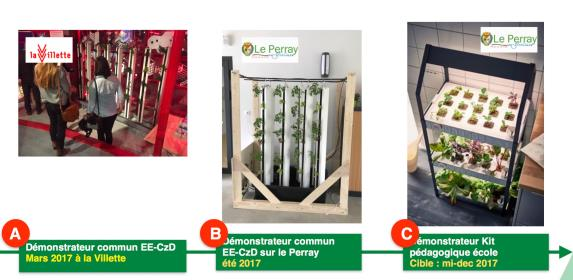 la Villette
Le Perray
Le Perray
A
Démonstrateur commun EE-CzD
Mars 2017 à la Villette
B
Démonstrateur commun
EE-CzD sur le Perray
été 2017
C
Démonstrateur Kit
pédagogique école
Cible : mi-dec 2017